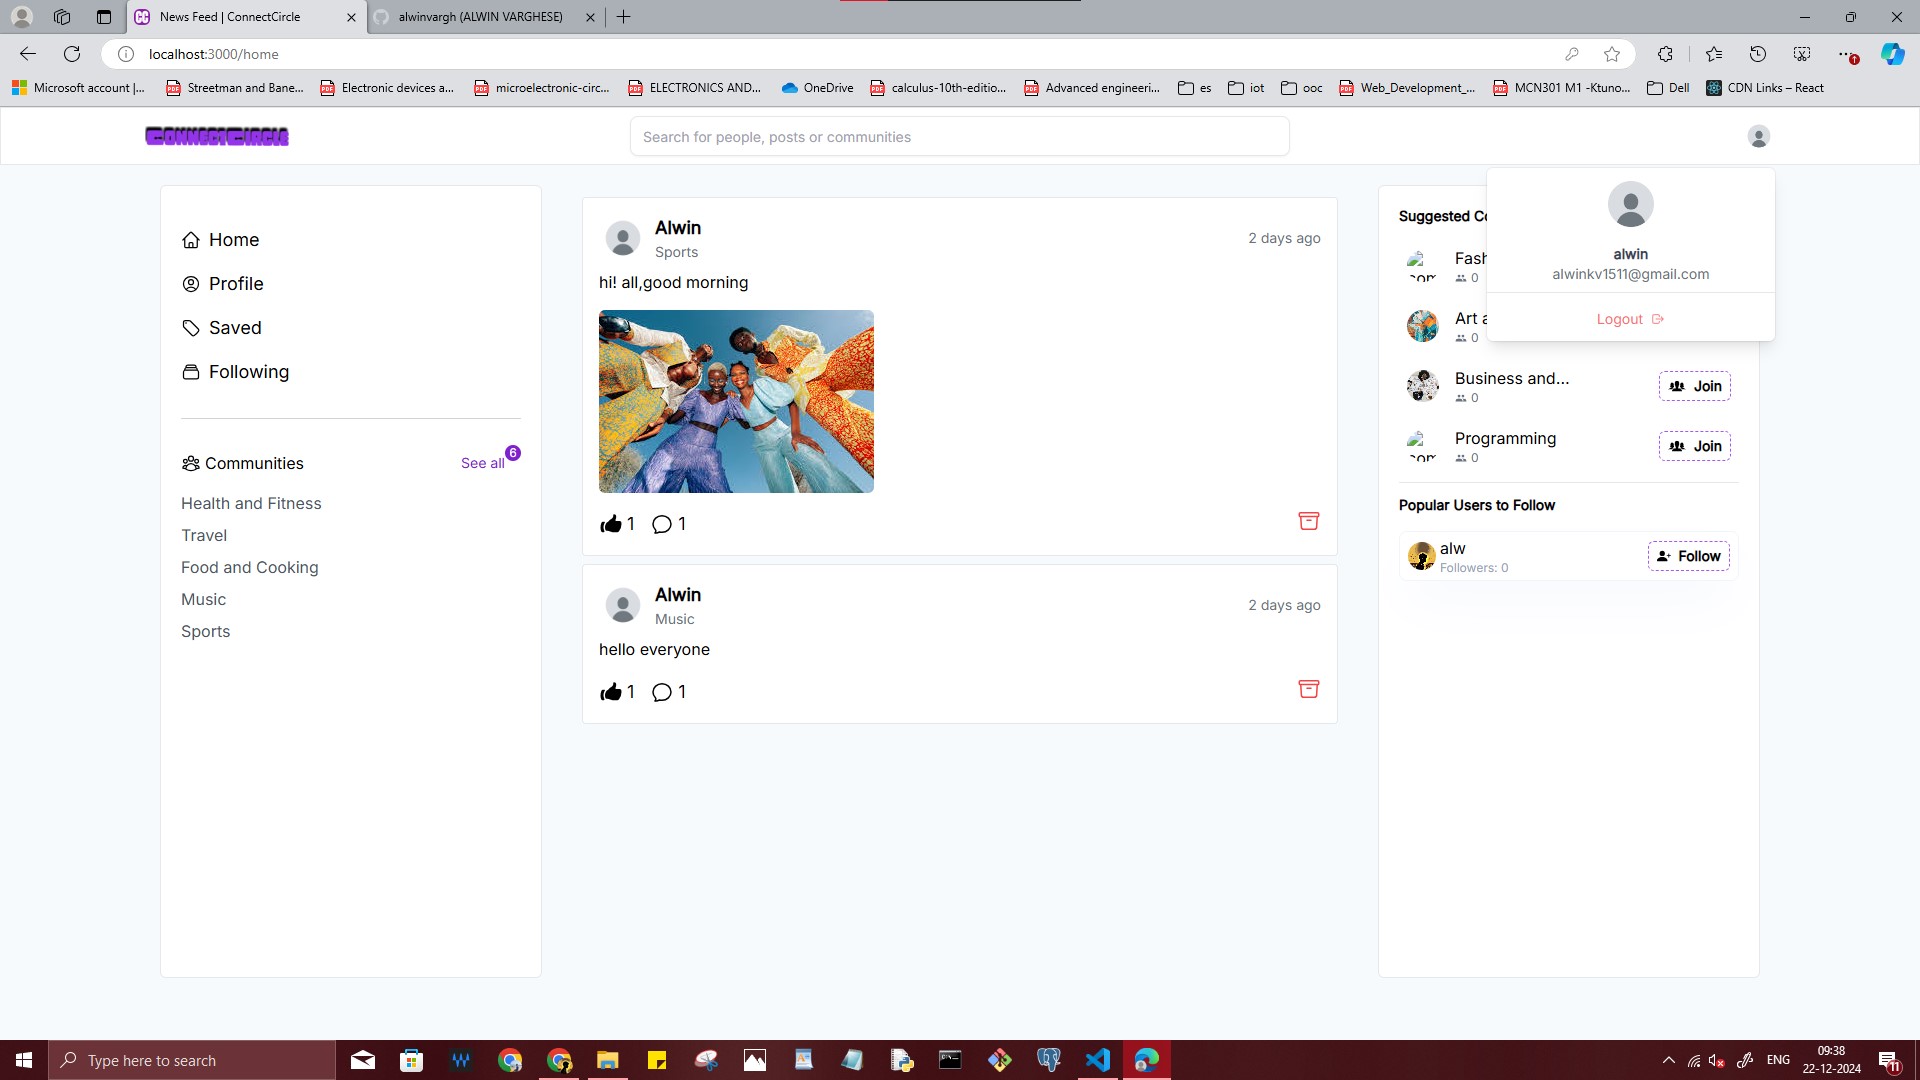 News Feed | ConnectCircle
alwinvargh (ALWIN VARGHESE)
localhost:3000/home
Microsoft account |...
Streetman and Bane...
Electronic devices a...
microelectronic-circ...
ELECTRONICS AND...
OneDrive
calculus-10th-editio...
Advanced engineeri...
es
iot
ooc
Web_Development_...
MCN301 M1 -Ktuno...
Dell
CDN Links – React
ConnectCircle
Search for people, posts or communities
Home
Profile
Saved
Following
Communities
See all
6
Health and Fitness
Travel
Food and Cooking
Music
Sports
Alwin
Sports
2 days ago
hi! all,good morning
1
1
Alwin
Music
2 days ago
hello everyone
1
1
Suggested Co
Fash
0
Art a
0
Business and...
0
Join
Programming
0
Join
Popular Users to Follow
alw
Followers: 0
Follow
alwin
alwinkv1511@gmail.com
Logout
Type here to search
ENG
09:38
22-12-2024
11